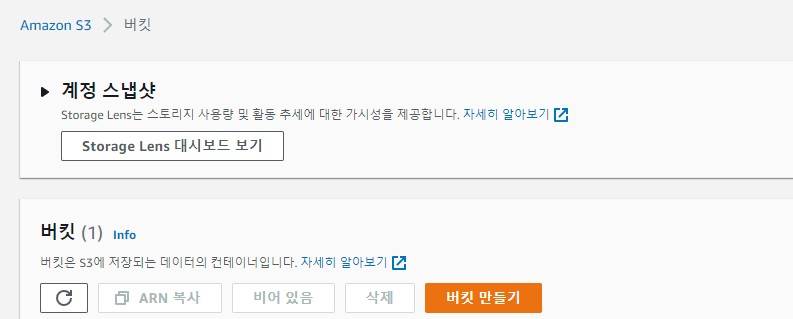 Amazon S3 > 버킷
계정 스냅샷
Storage Lens는 스토리지 사용량 및 활동 추세에 대한 가시성을 제공합니다. 자세히 알아보기
Storage Lens 대시보드 보기
버킷 (1) Info
버킷은 S3에 저장되는 데이터의 컨테이너입니다. 자세히 알아보기
ARN 복사 비어 있음 삭제 버킷 만들기